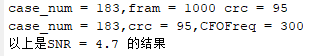 case_num = 183,fram = 1000 crc = 95
case_num = 183,crc = 95,CFOFreq = 300
以上是SNR = 4.7 的结果